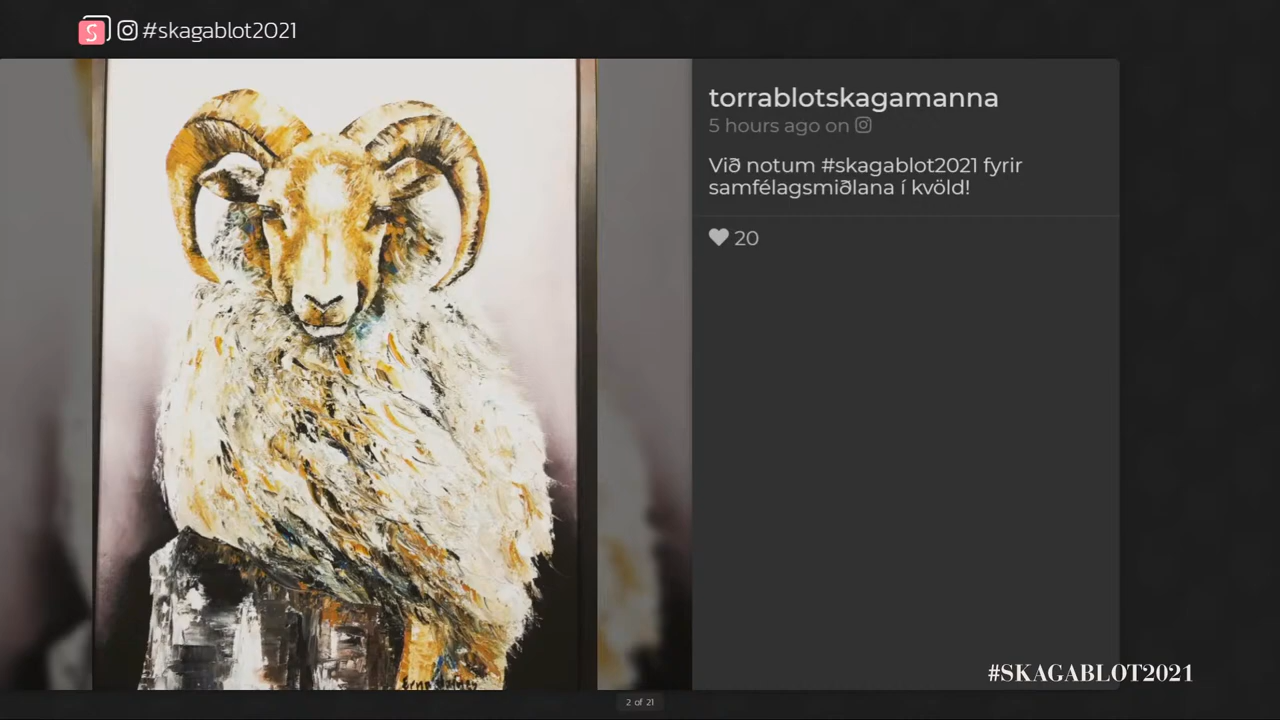 #skagablot2021
torrablotskagamanna
5 hours ago on
Við notum #skagablot2021 fyrir
samfélagsmiðlana í kvöld!
20
#SKAGABLOT2021
2 of 21